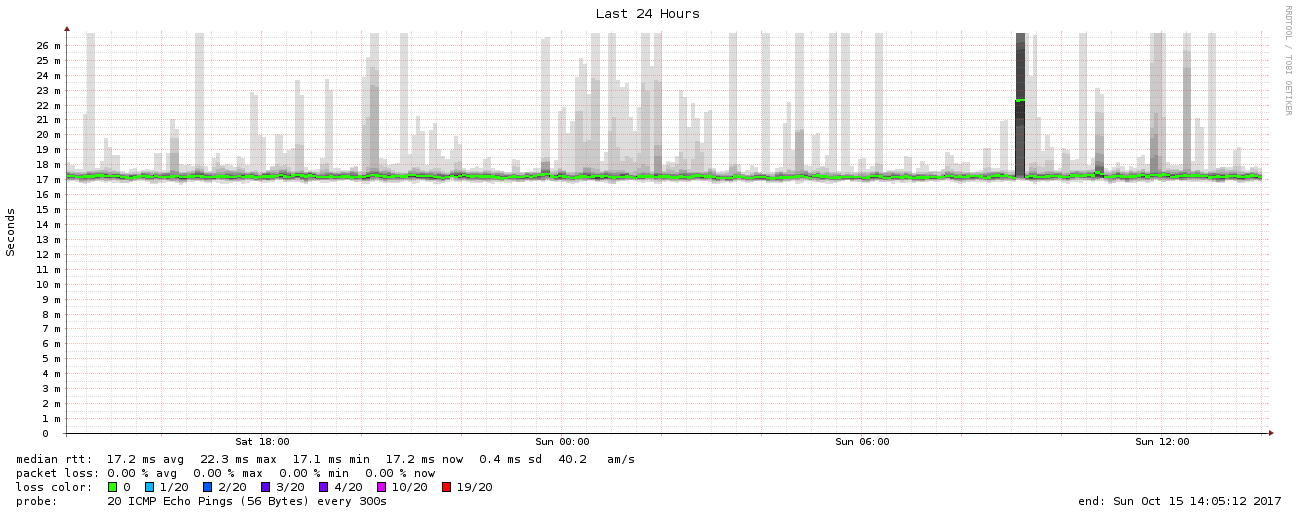 Last 24 Hours
RRDTOOL / TOBI OETIKER
Seconds
26 m
25 m
24 m
23 m
22 m
21 m
20 m
19 m
18 m
17 m
16 m
15 m
14 m
13 m
12 m
11 m
10 m
9 m
8 m
7 m
6 m
5 m
4 m
3 m
2 m
1 m
0
Sat 18:00 Sun 00:00 Sun 06:00 Sun 12:00
median rtt: 17.2 ms avg 22.3 ms max 17.1 ms min 17.2 ms now 0.4 ms sd 40.2 am/s
packet loss: 0.00 % avg 0.00 % max 0.00 % min 0.00 % now
loss color: 0 1/20 2/20 3/20 4/20 10/20 19/20
probe: 20 ICMP Echo Pings (56 Bytes) every 300s end: Sun Oct 15 14:05:12 2017